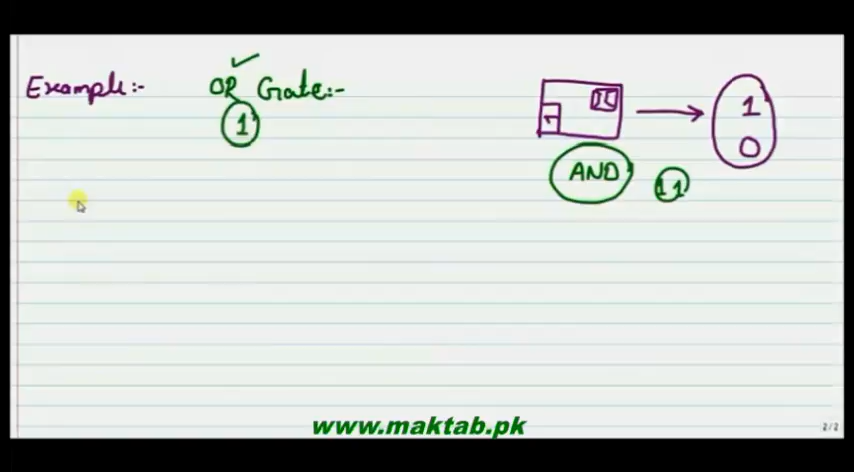 Example:- OR Gate:-
1
1
0
AND 11
www.maktab.pk
2/2